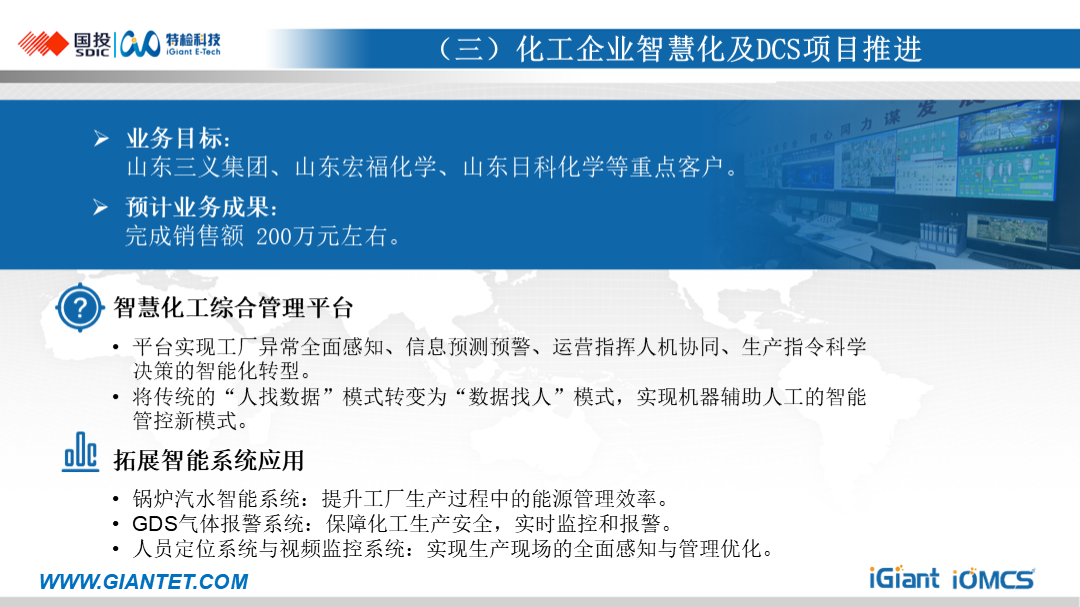 国投
SDIC
特检科技
iGiant E-Tech
（三）化工企业智慧化及DCS项目推进
业务目标：
山东三义集团、山东宏福化学、山东日科化学等重点客户。
预计业务成果：
完成销售额 200万元左右。
同心同力 谋 发 展
智慧化工综合管理平台
• 平台实现工厂异常全面感知、信息预测预警、运营指挥人机协同、生产指令科学
决策的智能化转型。
• 将传统的“人找数据”模式转变为“数据找人”模式，实现机器辅助人工的智能
管控新模式。
拓展智能系统应用
• 锅炉汽水智能系统：提升工厂生产过程中的能源管理效率。
• GDS气体报警系统：保障化工生产安全，实时监控和报警。
• 人员定位系统与视频监控系统：实现生产现场的全面感知与管理优化。
WWW.GIANTET.COM
iGiant iOMCS